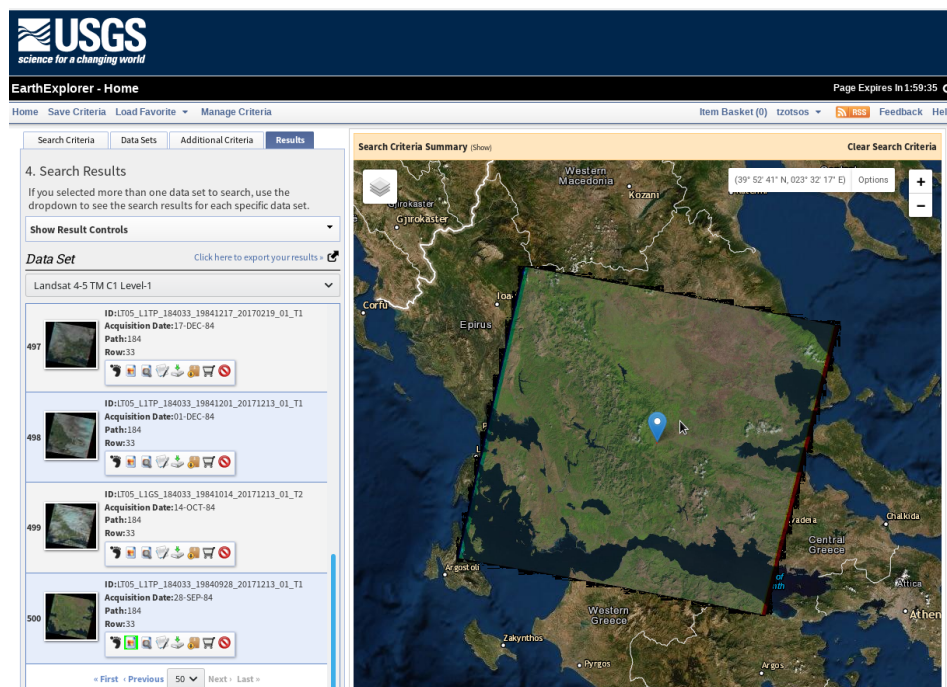 USGS
science for a changing world
EarthExplorer - Home
Page Expires In 1:59:35
Home Save Criteria Load Favorite Manage Criteria
Item Basket (0) tzotsos RSS Feedback
Search Criteria Data Sets Additional Criteria Results
4. Search Results
If you selected more than one data set to search, use the
dropdown to see the search results for each specific data set.
Show Result Controls
Data Set Click here to export your results »
Landsat 4-5 TM C1 Level-1
497
ID:LT05_L1TP_184033_19841217_20170219_01_T1
Acquisition Date:17-DEC-84
Path:184
Row:33
498
ID:LT05_L1TP_184033_19841201_20171213_01_T1
Acquisition Date:01-DEC-84
Path:184
Row:33
499
ID:LT05_L1GS_184033_19841014_20171213_01_T2
Acquisition Date:14-OCT-84
Path:184
Row:33
500
ID:LT05_L1TP_184033_19840928_20171213_01_T1
Acquisition Date:28-SEP-84
Path:184
Row:33
« First ‹ Previous 50 Next › Last »
Search Criteria Summary (Show) Clear Search Criteria
(39° 52' 41" N, 023° 32' 17" E) Options
+
−
Western
Macedonia
Kozani
Gjirokaster
Gjirokaster
Corfu
Epirus
Chalkida
Central
Greece
Attica
Argostoli
Western
Greece
Zakynthos
Pyrgos
Argos